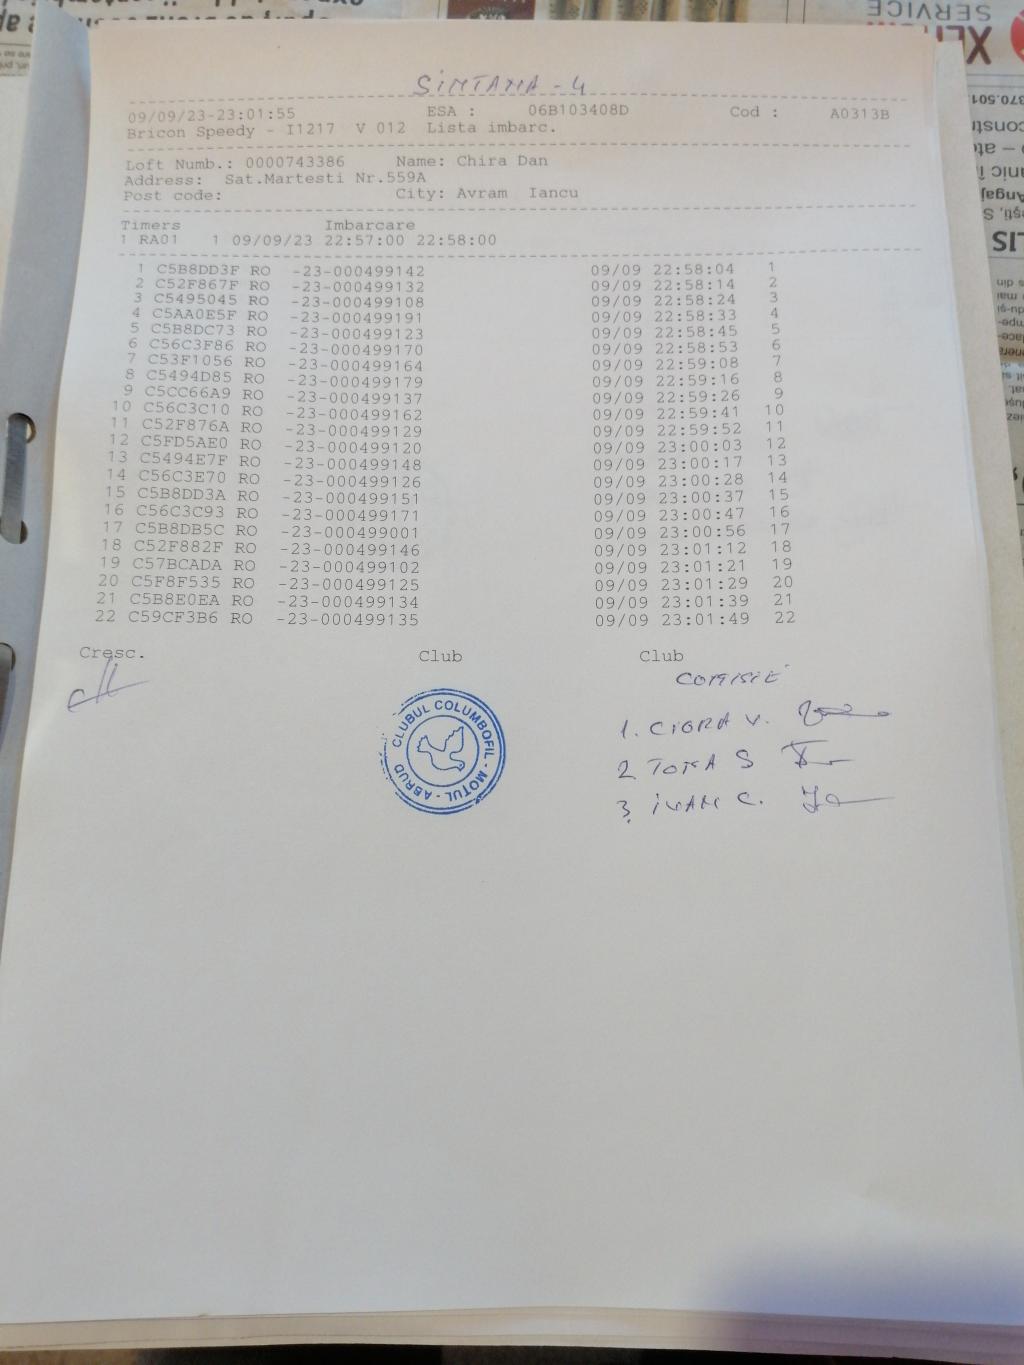 SINTANA - 4
09/09/23-23:01:55 ESA : 06B103408D Cod : A0313B
Bricon Speedy - I1217 V 012 Lista imbarc.
Loft Numb.: 0000743386 Name: Chira Dan
Address: Sat.Martesti Nr.559A
Post code: City: Avram Iancu
Timers Imbarcare
1 RA01 1 09/09/23 22:57:00 22:58:00
1 C5B8DD3F RO -23-000499142 09/09 22:58:04 1
2 C52F867F RO -23-000499132 09/09 22:58:14 2
3 C5495045 RO -23-000499108 09/09 22:58:24 3
4 C5AA0E5F RO -23-000499191 09/09 22:58:33 4
5 C5B8DC73 RO -23-000499123 09/09 22:58:45 5
6 C56C3F86 RO -23-000499170 09/09 22:58:53 6
7 C53F1056 RO -23-000499164 09/09 22:59:08 7
8 C5494D85 RO -23-000499179 09/09 22:59:16 8
9 C5CC66A9 RO -23-000499137 09/09 22:59:26 9
10 C56C3C10 RO -23-000499162 09/09 22:59:41 10
11 C52F876A RO -23-000499129 09/09 22:59:52 11
12 C5FD5AE0 RO -23-000499120 09/09 23:00:03 12
13 C5494E7F RO -23-000499148 09/09 23:00:17 13
14 C56C3E70 RO -23-000499126 09/09 23:00:28 14
15 C5B8DD3A RO -23-000499151 09/09 23:00:37 15
16 C56C3C93 RO -23-000499171 09/09 23:00:47 16
17 C5B8DB5C RO -23-000499001 09/09 23:00:56 17
18 C52F882F RO -23-000499146 09/09 23:01:12 18
19 C57BCADA RO -23-000499102 09/09 23:01:21 19
20 C5F8F535 RO -23-000499125 09/09 23:01:29 20
21 C5B8E0EA RO -23-000499134 09/09 23:01:39 21
22 C59CF3B6 RO -23-000499135 09/09 23:01:49 22
Cresc. Club Club
COMISIE
1. CIORA V.
2 TOMA S
3. IVAN C.
CLUBUL COLUMBOFIL - MOTUL - ABRUD
XEROX
SERVICE